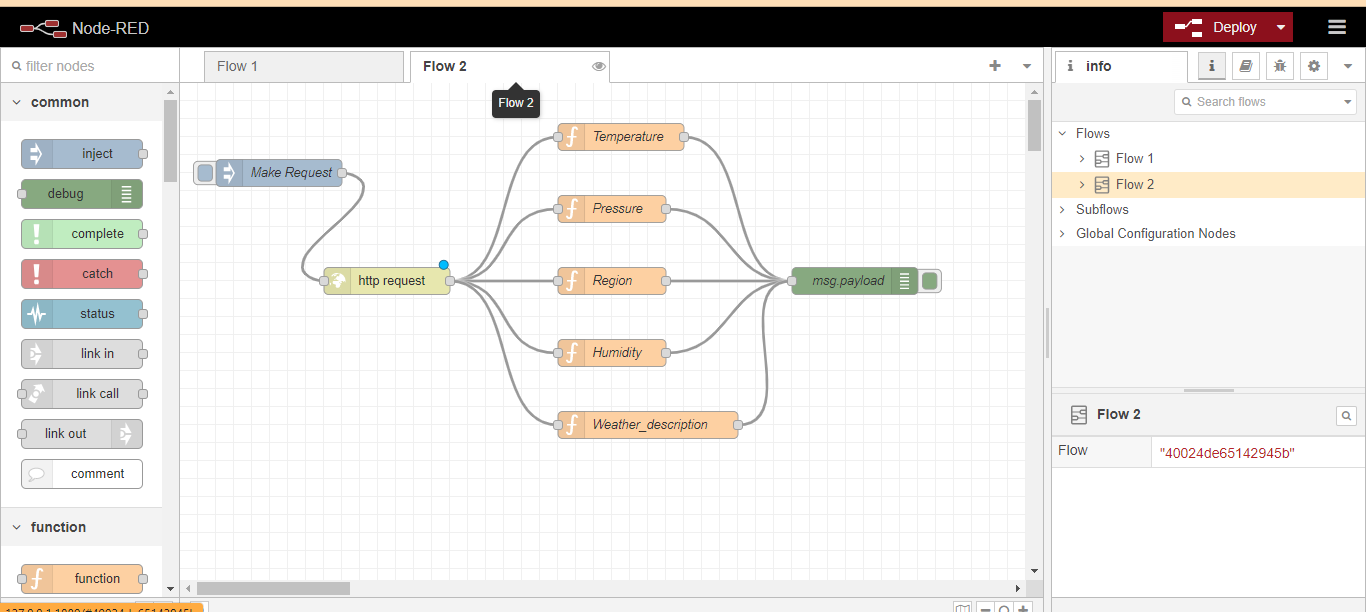 Node-RED
Deploy
filter nodes
Flow 1
Flow 2
info
Flow 2
Search flows
common
inject
debug
complete
catch
status
link in
link call
link out
comment
function
function
Make Request
http request
Temperature
Pressure
Region
Humidity
Weather_description
msg.payload
Flows
Flow 1
Flow 2
Subflows
Global Configuration Nodes
Flow 2
Flow
"40024de65142945b"